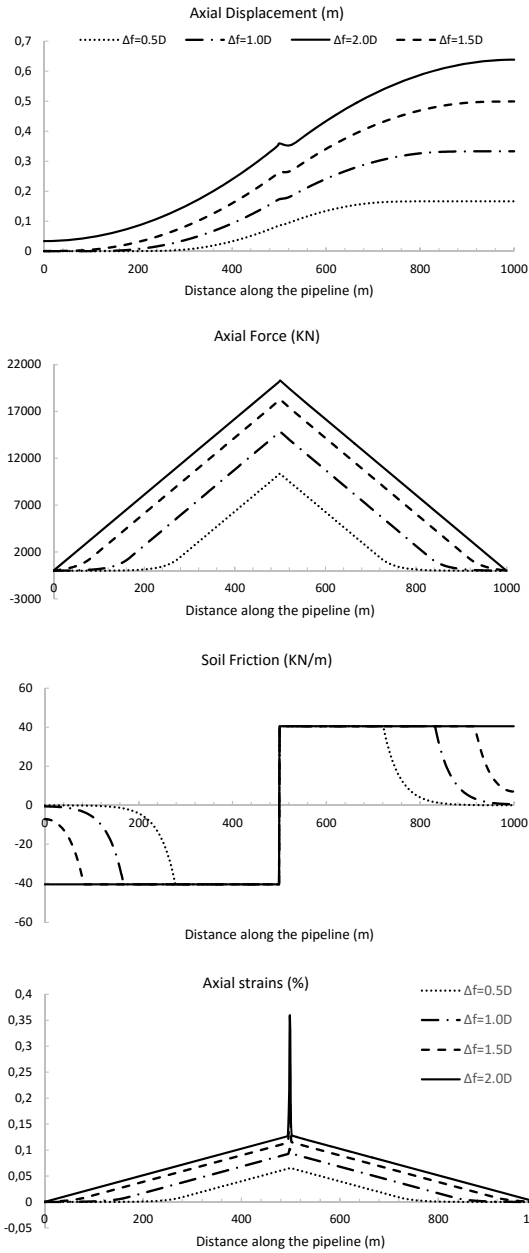 Axial Displacement (m)
Δf=0.5D Δf=1.0D Δf=2.0D Δf=1.5D
0,7
0,6
0,5
0,4
0,3
0,2
0,1
0
0 200 400 600 800 1000
Distance along the pipeline (m)
Axial Force (KN)
22000
17000
12000
7000
2000
-3000
0 200 400 600 800 1000
Distance along the pipeline (m)
Soil Friction (KN/m)
60
40
20
0
-20
-40
-60
0 200 400 600 800 1000
Distance along the pipeline (m)
Axial strains (%)
Δf=0.5D
Δf=1.0D
Δf=1.5D
Δf=2.0D
0,4
0,35
0,3
0,25
0,2
0,15
0,1
0,05
0
-0,05
0 200 400 600 800
Distance along the pipeline (m)